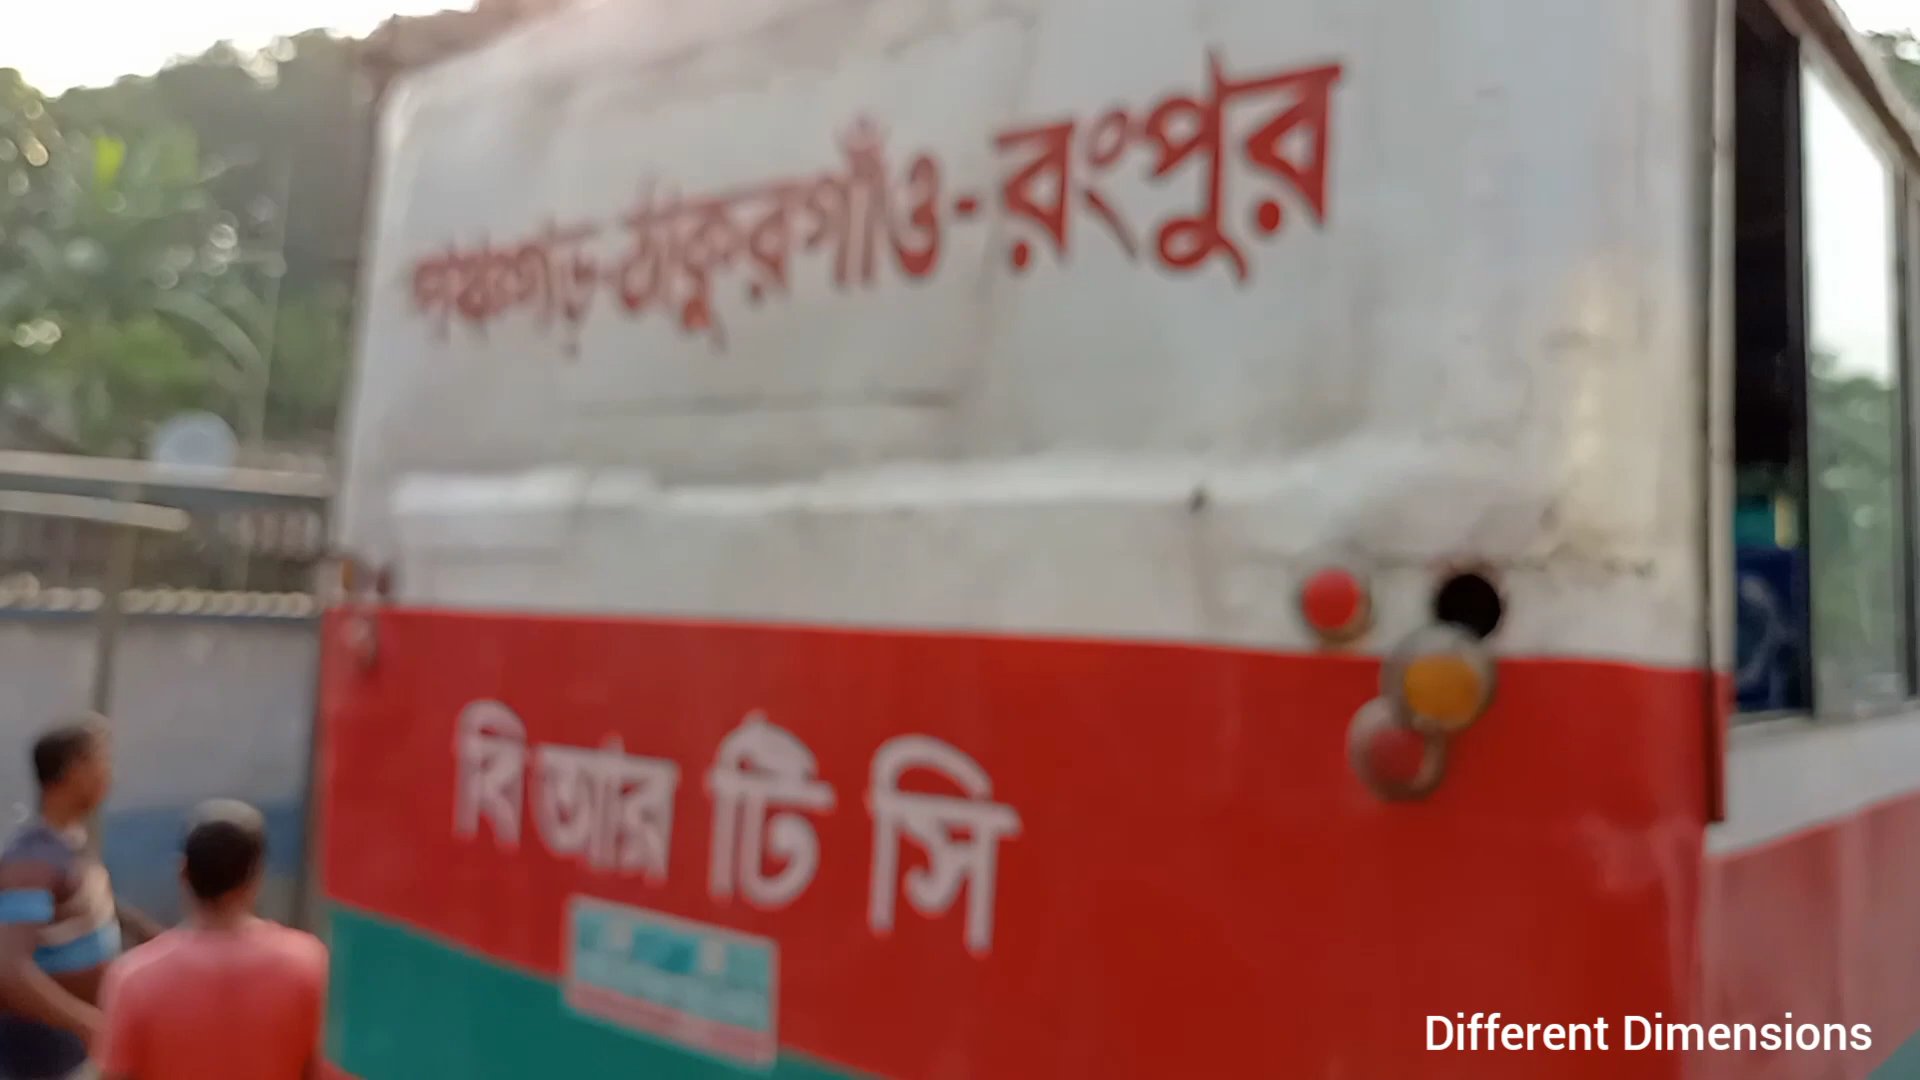 পঞ্চগড়-ঠাকুরগাঁও-রংপুর
বি আর টি সি
Different Dimensions